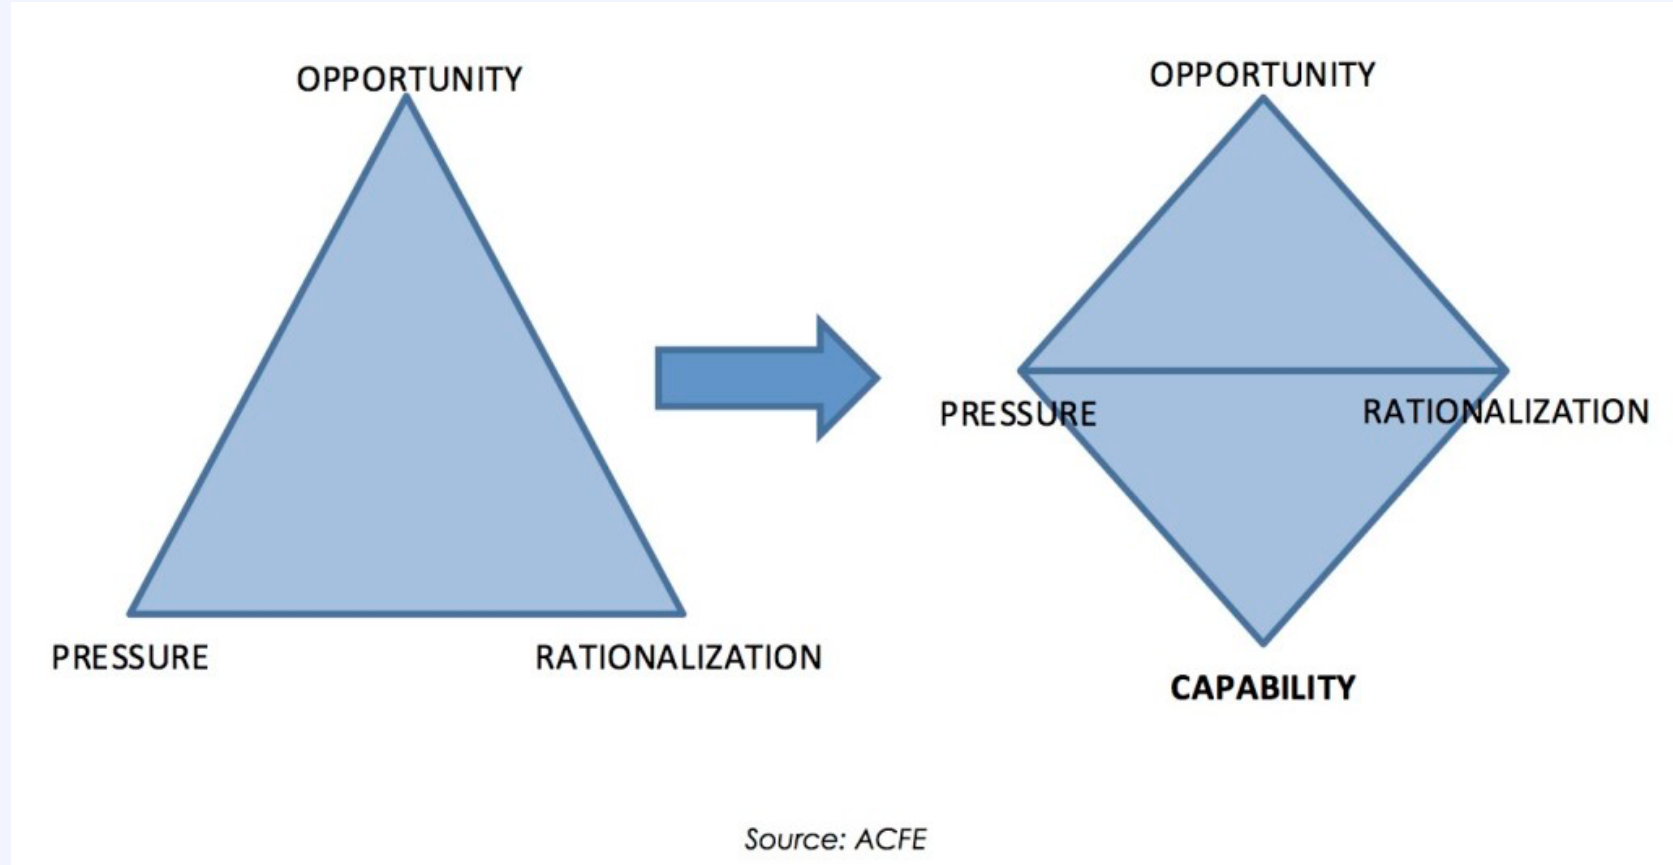 OPPORTUNITY
PRESSURE
RATIONALIZATION
OPPORTUNITY
PRESSURE
RATIONALIZATION
CAPABILITY
Source: ACFE